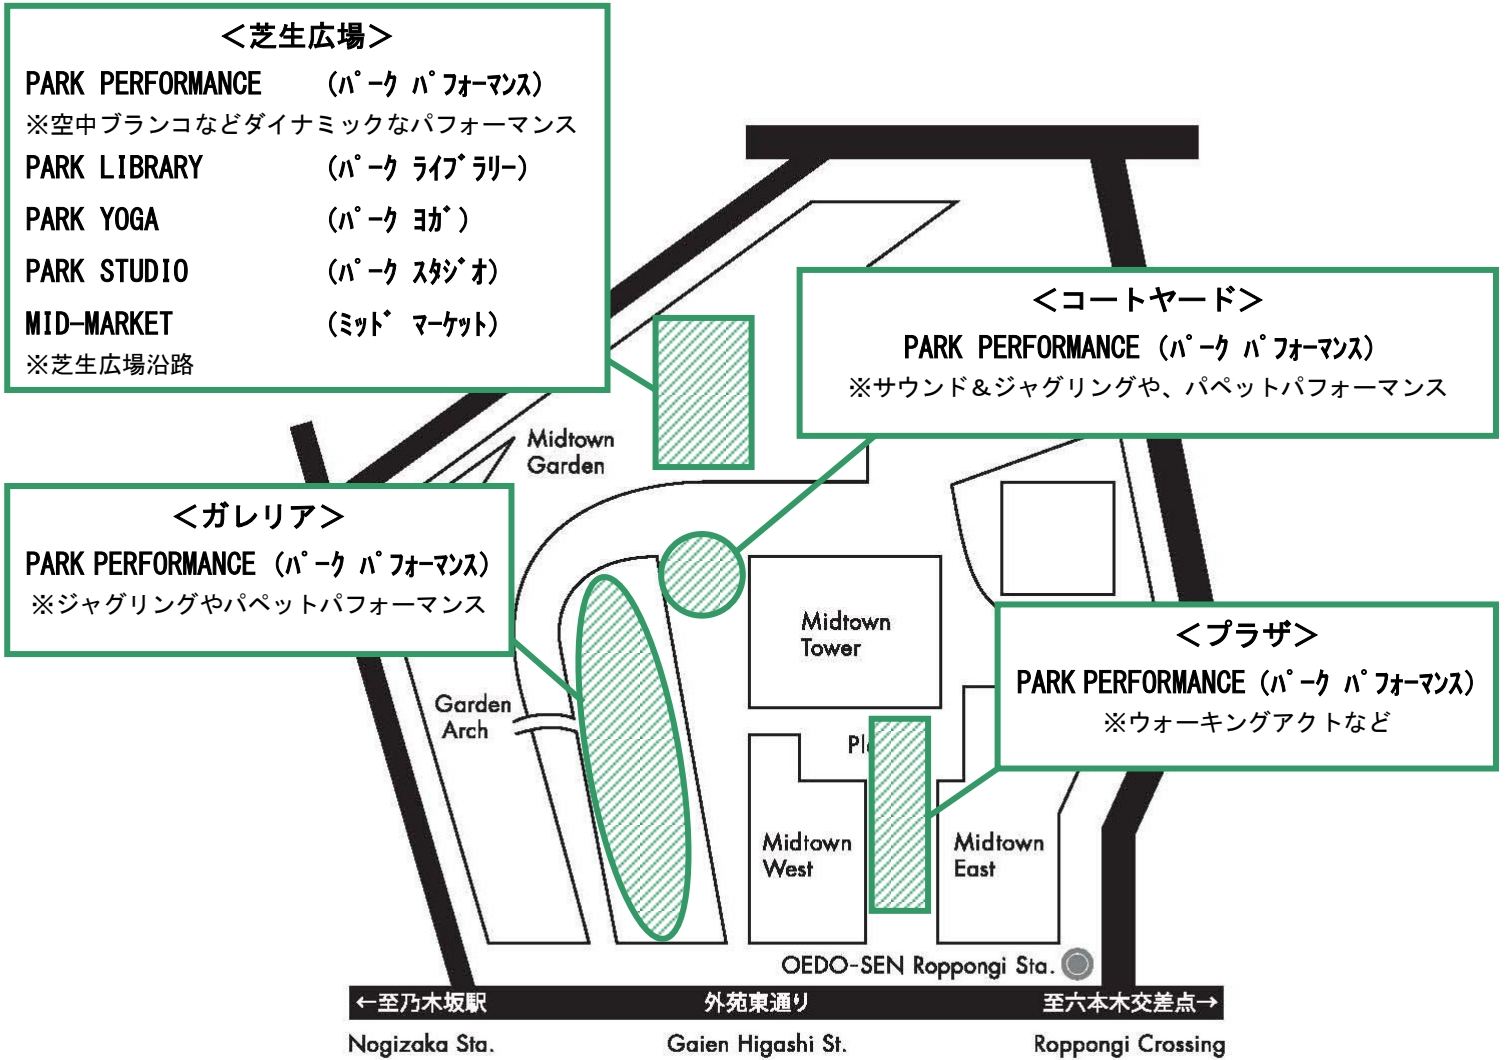 ＜芝生広場＞
PARK PERFORMANCE （ﾊﾟｰｸ ﾊﾟﾌｫｰﾏﾝｽ）
※空中ブランコなどダイナミックなパフォーマンス
PARK LIBRARY （ﾊﾟｰｸ ﾗｲﾌﾞﾗﾘｰ）
PARK YOGA （ﾊﾟｰｸ ﾖｶﾞ）
PARK STUDIO （ﾊﾟｰｸ ｽﾀｼﾞｵ）
MID-MARKET （ﾐｯﾄﾞ ﾏｰｹｯﾄ）
※芝生広場沿路
＜コートヤード＞
PARK PERFORMANCE （ﾊﾟｰｸ ﾊﾟﾌｫｰﾏﾝｽ）
※サウンド＆ジャグリングや、パペットパフォーマンス
Midtown
Garden
＜ガレリア＞
PARK PERFORMANCE （ﾊﾟｰｸ ﾊﾟﾌｫｰﾏﾝｽ）
※ジャグリングやパペットパフォーマンス
Midtown
Tower
＜プラザ＞
PARK PERFORMANCE （ﾊﾟｰｸ ﾊﾟﾌｫｰﾏﾝｽ）
※ウォーキングアクトなど
Garden
Arch
Midtown
West
Midtown
East
OEDO-SEN Roppongi Sta.
←至乃木坂駅 外苑東通り 至六本木交差点→
Nogizaka Sta. Gaien Higashi St. Roppongi Crossing